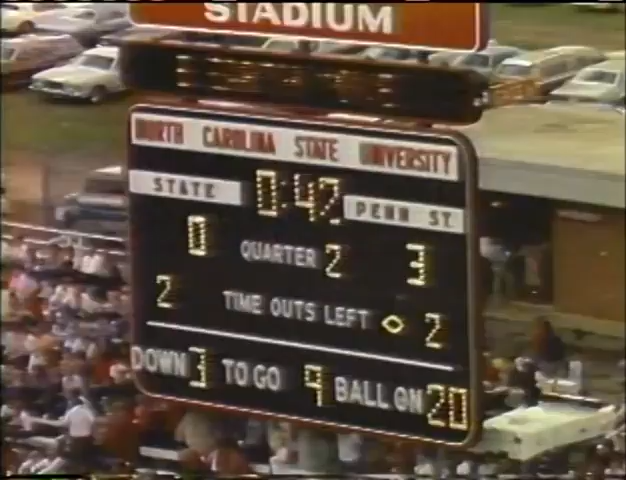 STADIUM
NORTH CAROLINA STATE UNIVERSITY
STATE 0:42 PENN ST.
0 QUARTER 2 3
2 TIME OUTS LEFT 2
DOWN 3 TO GO 9 BALL ON 20